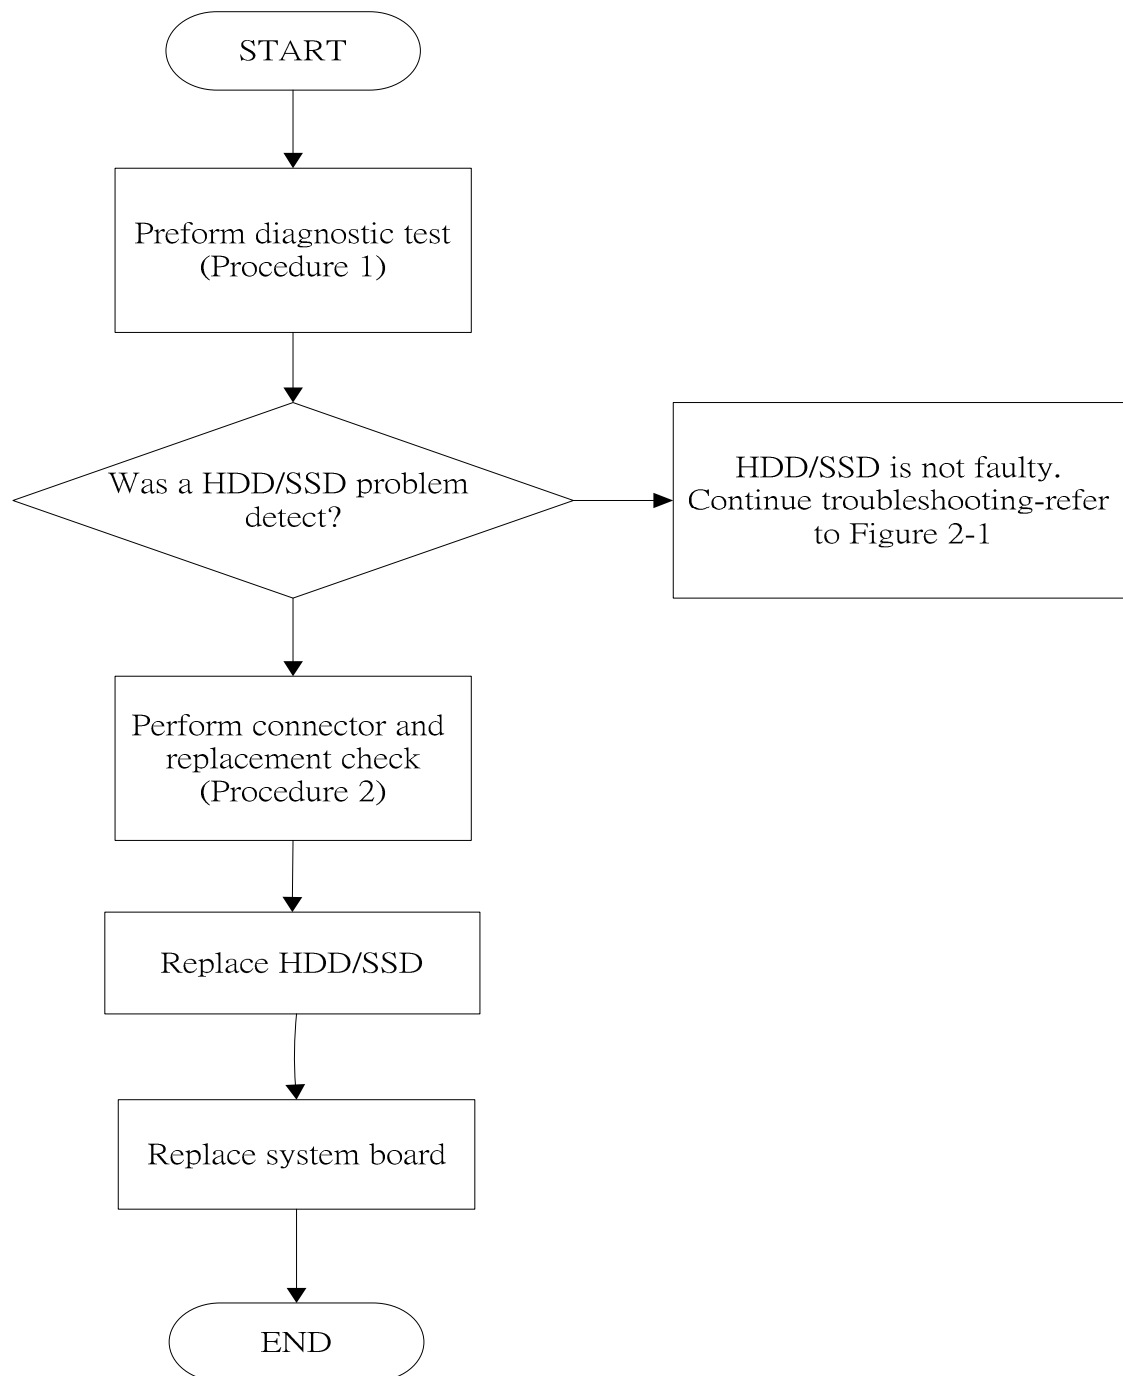 START
Preform diagnostic test
(Procedure 1)
Was a HDD/SSD problem
detect?
HDD/SSD is not faulty.
Continue troubleshooting-refer
to Figure 2-1
Perform connector and
replacement check
(Procedure 2)
Replace HDD/SSD
Replace system board
END